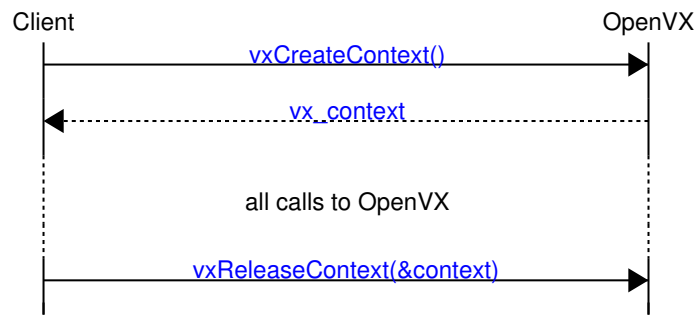 Client OpenVX
vxCreateContext()
vx_context
all calls to OpenVX
vxReleaseContext(&context)